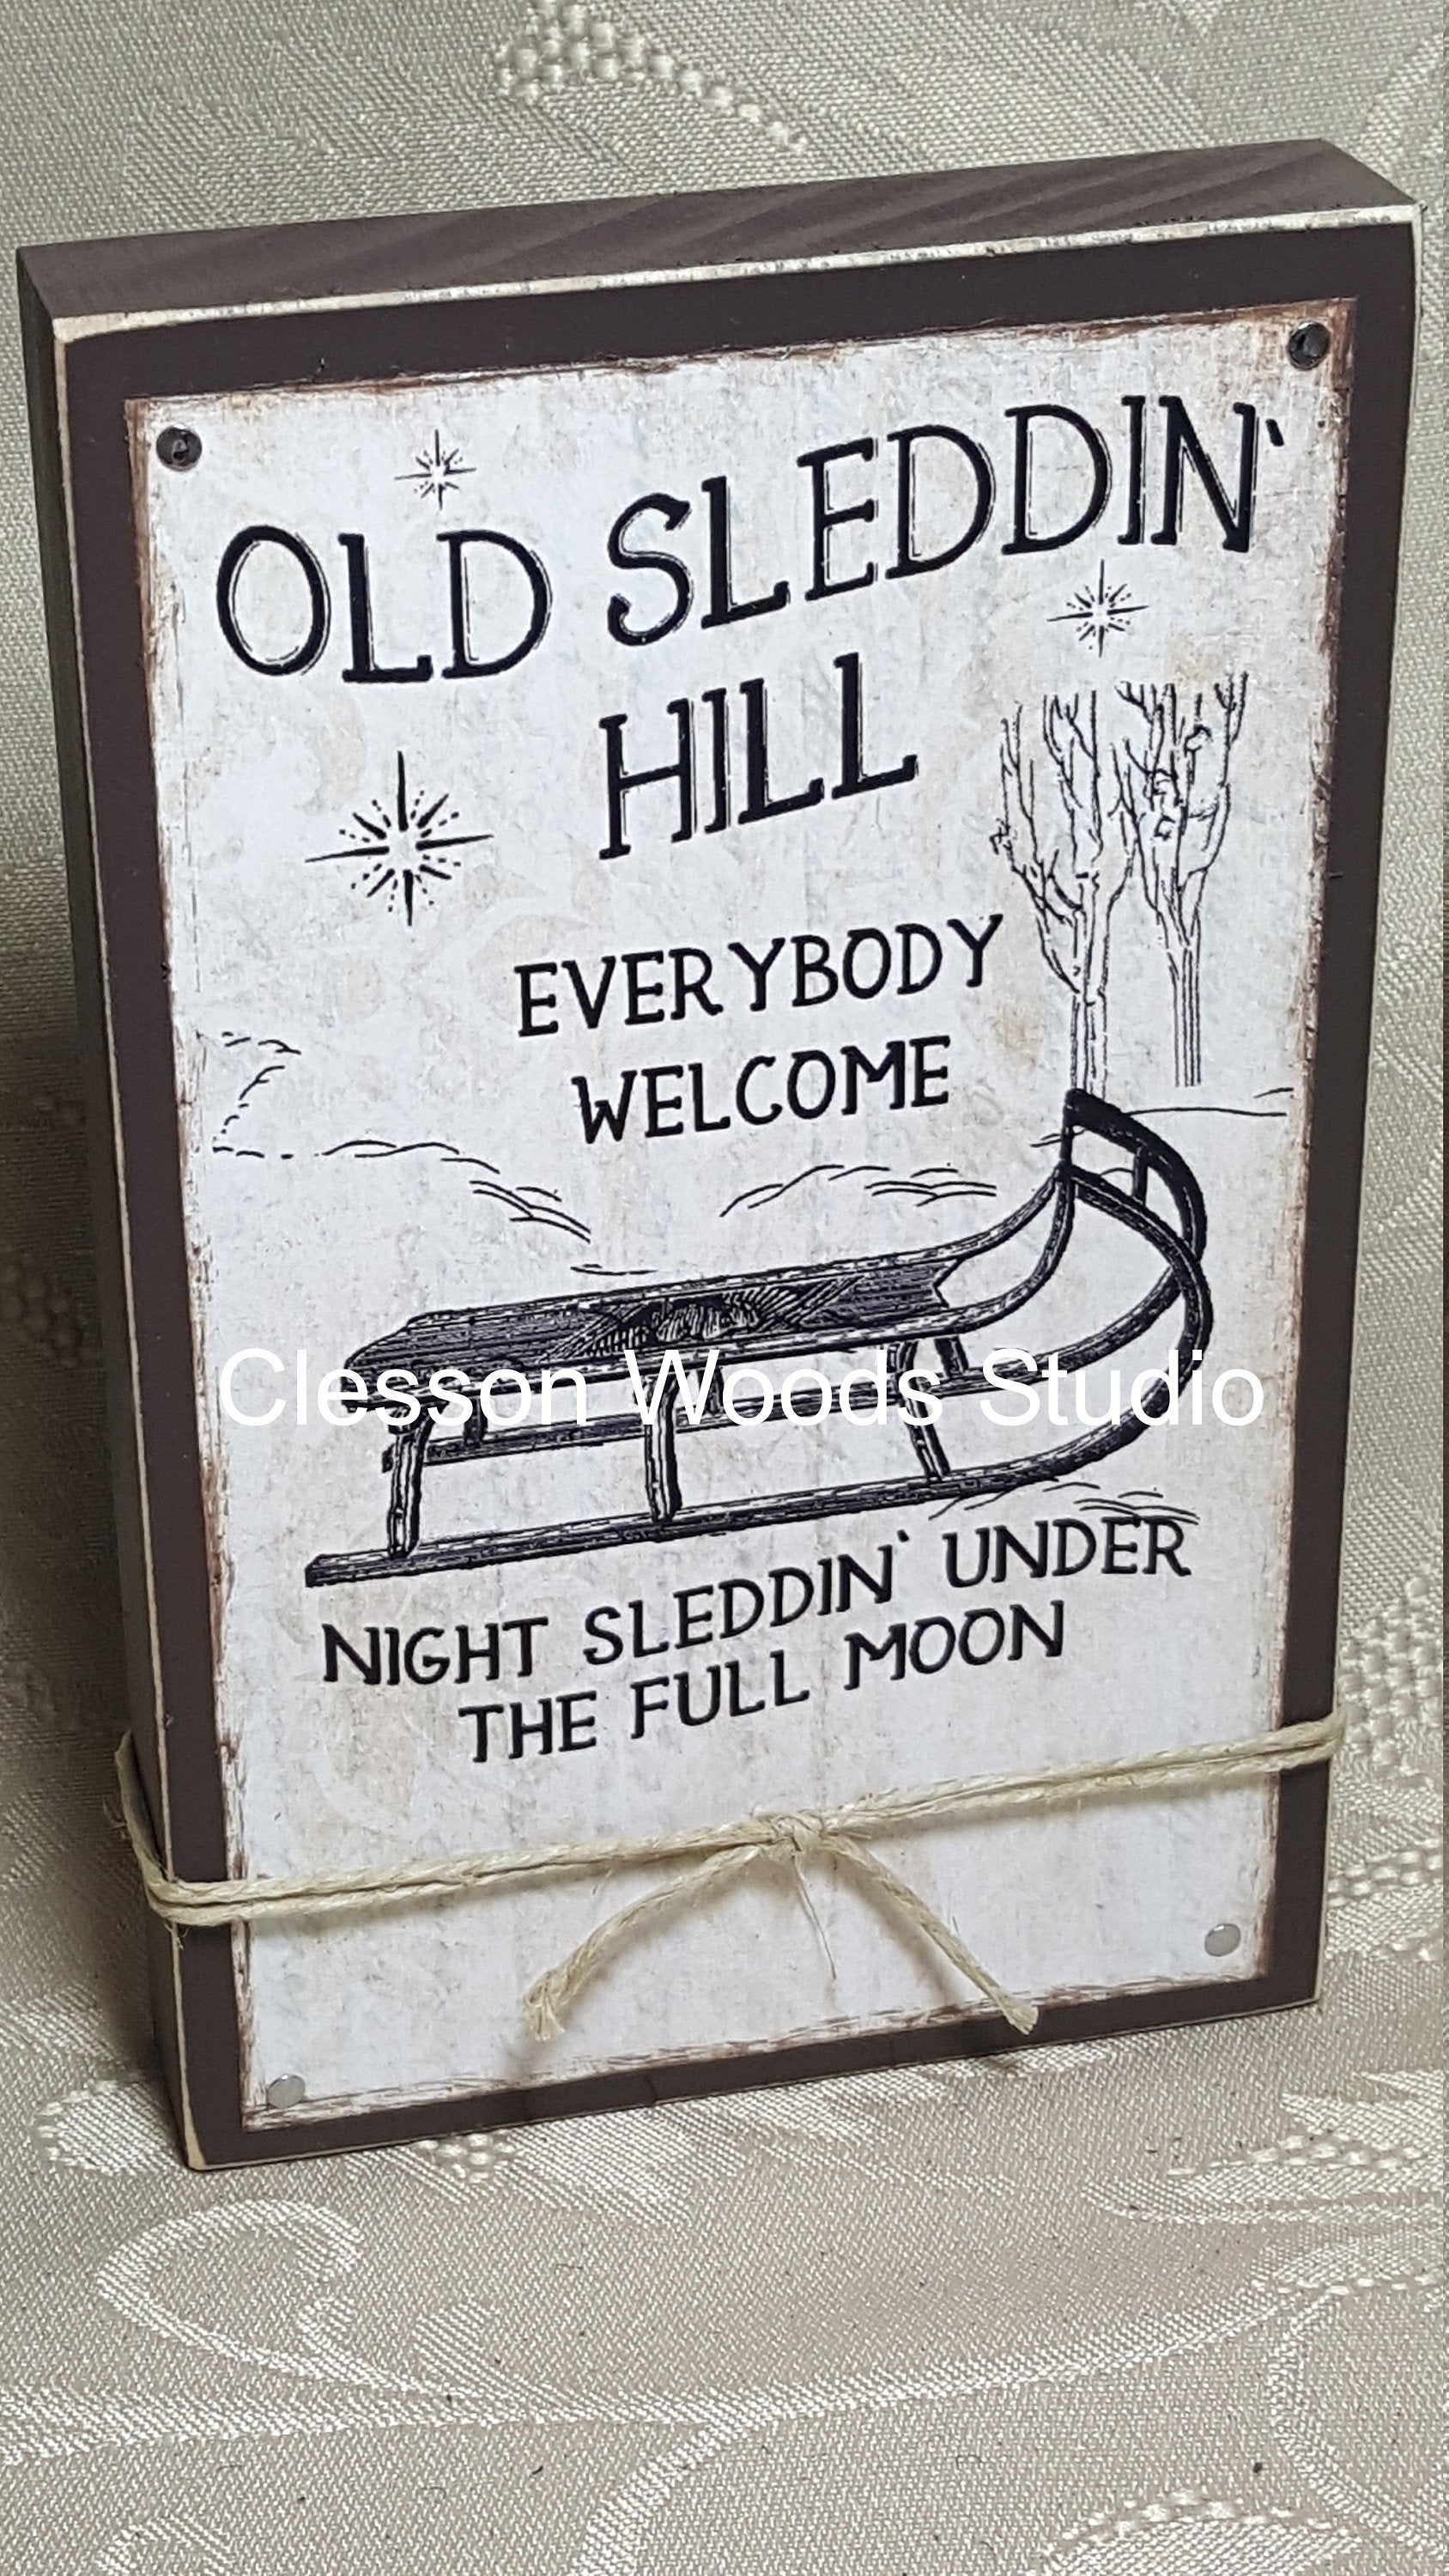 OLD SLEDDIN'
HILL
EVERYBODY
WELCOME
Clesson Woods Studio
NIGHT SLEDDIN' UNDER
THE FULL MOON